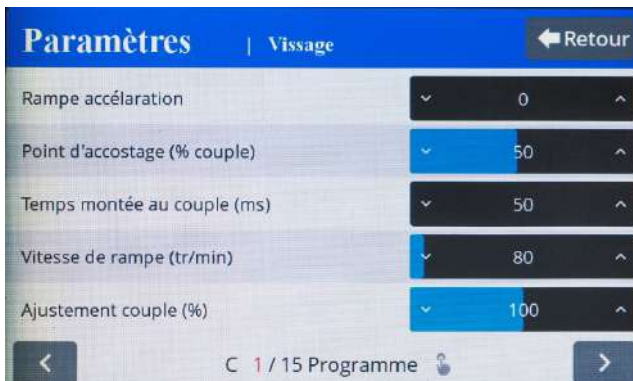 Paramètres | Vissage Retour
Rampe accélaration 0
Point d'accostage (% couple) 50
Temps montée au couple (ms) 50
Vitesse de rampe (tr/min) 80
Ajustement couple (%) 100
C 1 / 15 Programme